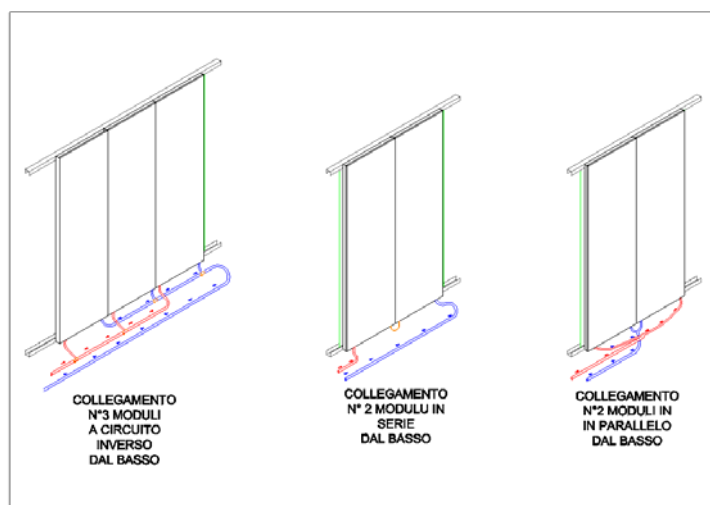 COLLEGAMENTO
N°3 MODULI
A CIRCUITO
INVERSO
DAL BASSO
COLLEGAMENTO
N° 2 MODULU IN
SERIE
DAL BASSO
COLLEGAMENTO
N°2 MODULI IN
IN PARALLELO
DAL BASSO